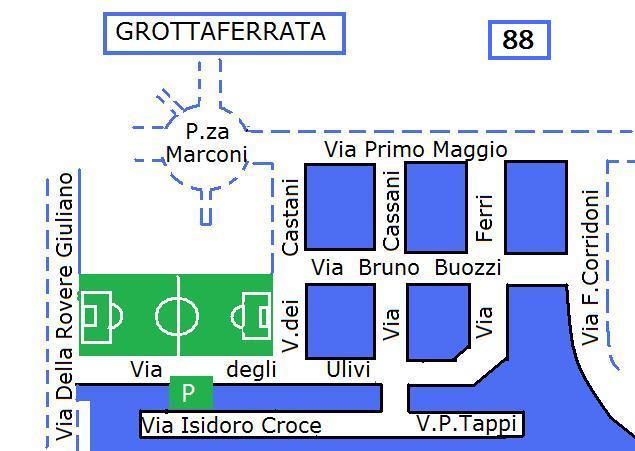 GROTTAFERRATA
88
P.za
Marconi
Via Primo Maggio
Via Della Rovere Giuliano
V.dei Castani
Via Cassani
Via Ferri
Via F.Corridoni
Via Bruno Buozzi
Via degli Ulivi
P
Via Isidoro Croce
V.P.Tappi